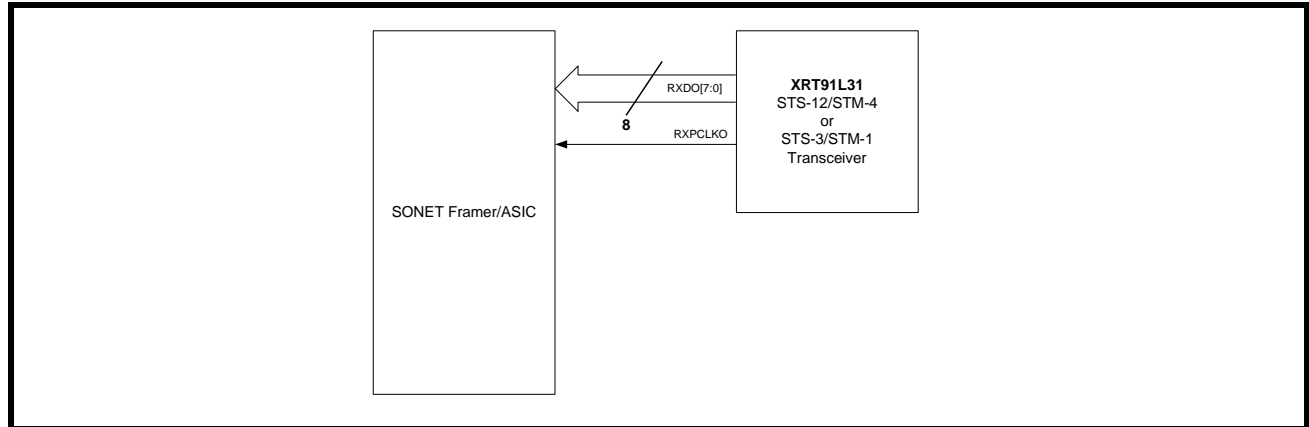 SONET Framer/ASIC
RXDO[7:0]
8
RXPCLKO
XRT91L31
STS-12/STM-4
or
STS-3/STM-1
Transceiver